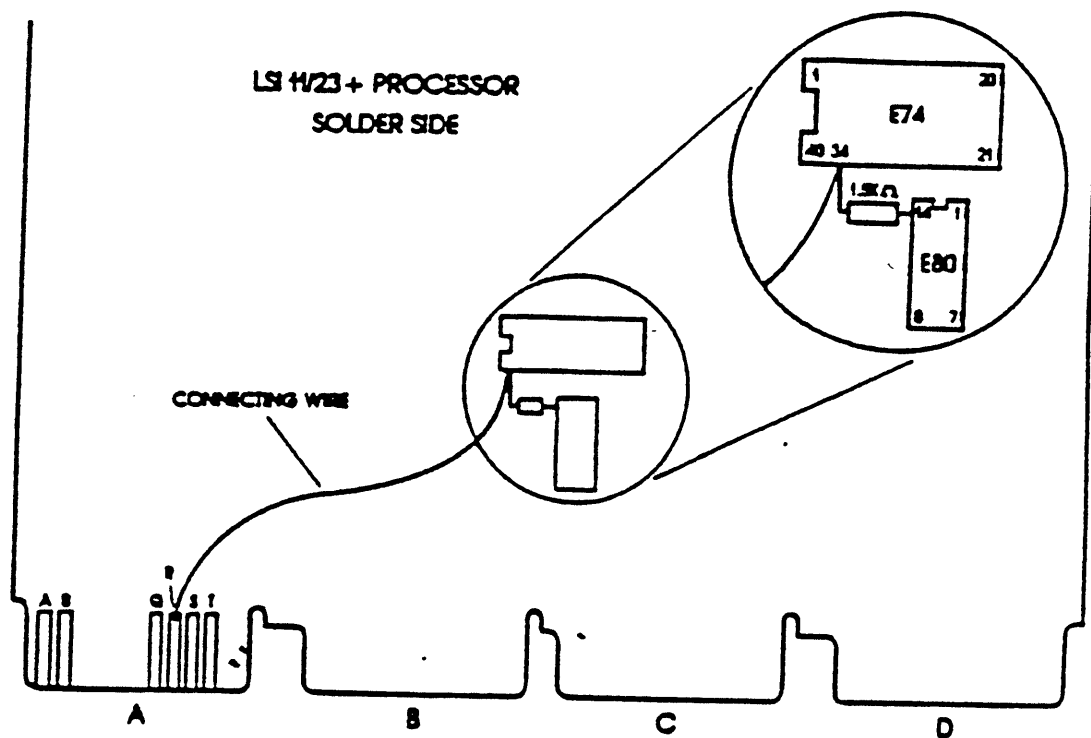 LSI 11/23 + PROCESSOR
SOLDER SIDE
1 20
E74
40 34 21
1.5KΩ
14 1
E80
8 7
CONNECTING WIRE
R
A B S T
A B C D